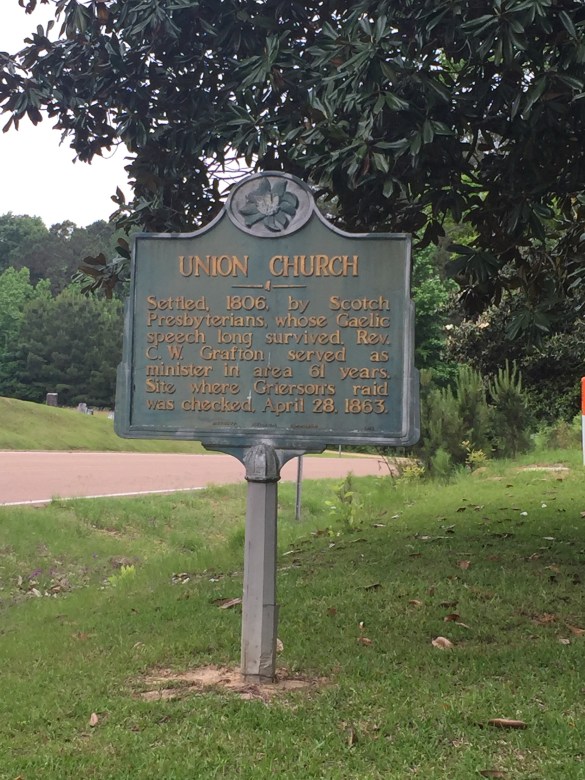 UNION CHURCH
Settled, 1806, by Scotch
Presbyterians, whose Gaelic
speech long survived. Rev.
C. W. Grafton served as
minister in area 61 years.
Site where Grierson's raid
was checked, April 28, 1863.